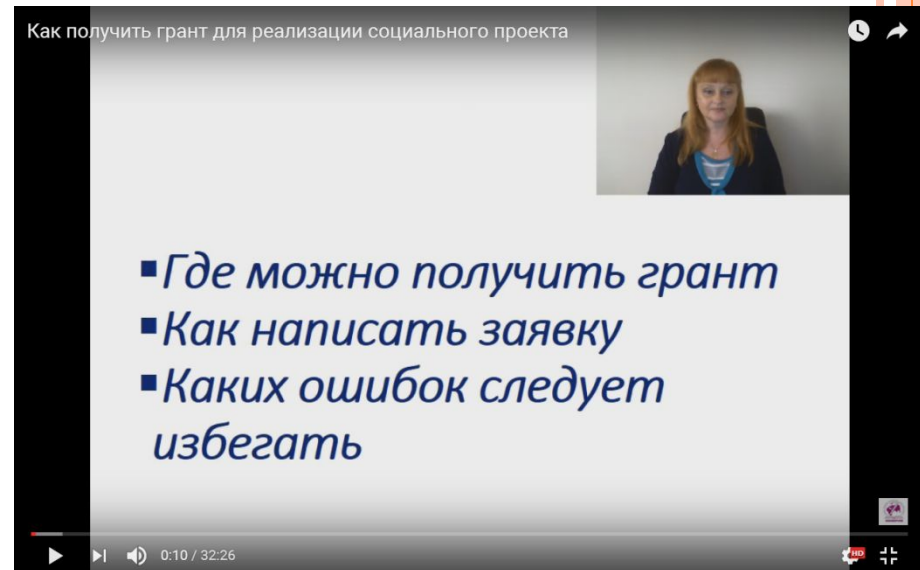 Как получить грант для реализации социального проекта
▪Где можно получить грант
▪Как написать заявку
▪Каких ошибок следует
избегать
0:10 / 32:26
HD